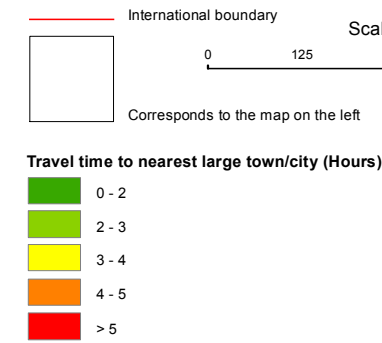 International boundary
0 125
Corresponds to the map on the left
Travel time to nearest large town/city (Hours)
0 - 2
2 - 3
3 - 4
4 - 5
> 5